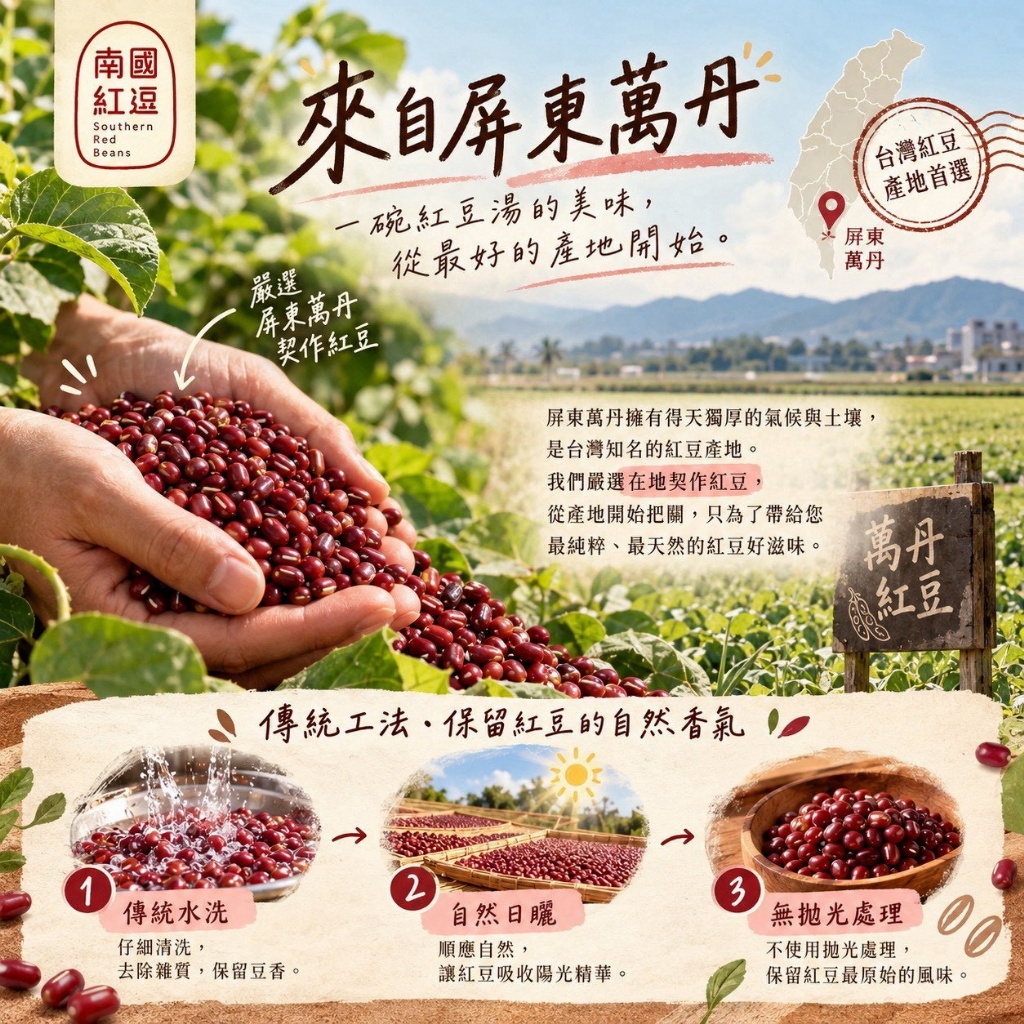 南國
紅逗
Southern
Red
Beans
來自屏東萬丹
一碗紅豆湯的美味，
從最好的產地開始。
台灣紅豆
產地首選
屏東
萬丹
嚴選
屏東萬丹
契作紅豆
屏東萬丹擁有得天獨厚的氣候與土壤，
是台灣知名的紅豆產地。
我們嚴選在地契作紅豆，
從產地開始把關，只為了帶給您
最純粹、最天然的紅豆好滋味。
萬丹
紅豆
傳統工法・保留紅豆的自然香氣
1
傳統水洗
仔細清洗，
去除雜質，保留豆香。
2
自然日曬
順應自然，
讓紅豆吸收陽光精華。
3
無拋光處理
不使用拋光處理，
保留紅豆最原始的風味。